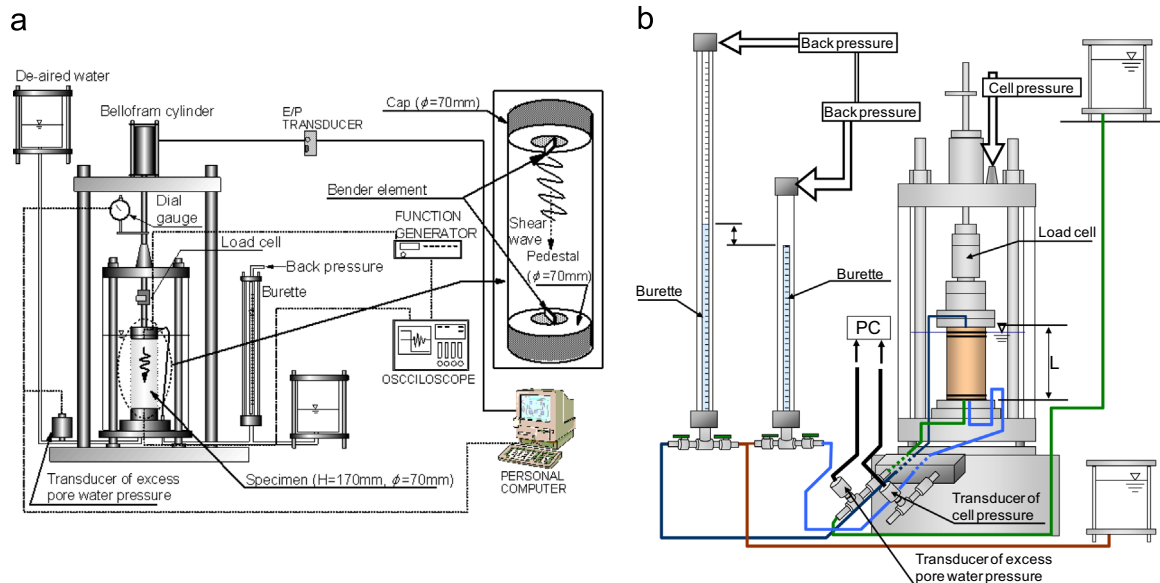 a
De-aired water
Bellofram cylinder
E/P
TRANSDUCER
Cap (ϕ=70mm)
Bender element
Dial
gauge
FUNCTION
GENERATOR
Shear
wave
Pedestal
(ϕ=70mm)
Load cell
Back pressure
Burette
OSCCILOSCOPE
Transducer of excess
pore water pressure
Specimen (H=170mm, ϕ=70mm)
PERSONAL
COMPUTER
b
Back pressure
Back pressure
Cell pressure
Load cell
Burette
Burette
PC
L
Transducer of
cell pressure
Transducer of excess
pore water pressure